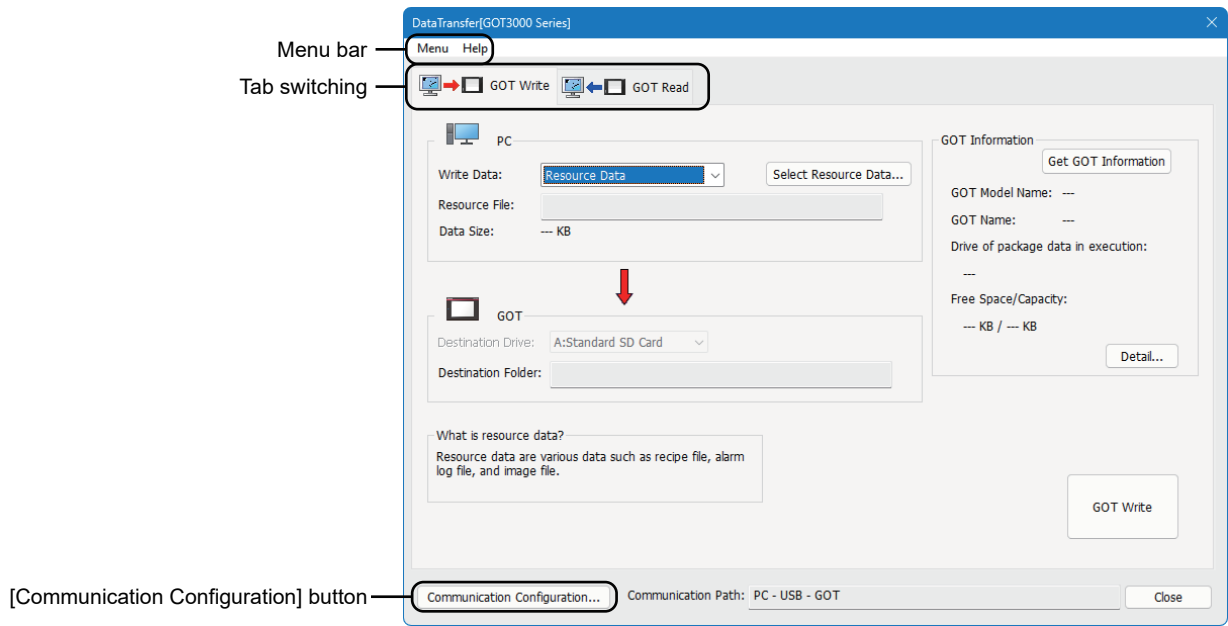 DataTransfer[GOT3000 Series]
Menu bar
Menu Help
Tab switching
GOT Write
GOT Read
PC
Write Data:
Resource Data
Select Resource Data...
Resource File:
Data Size:
--- KB
GOT
Destination Drive:
A:Standard SD Card
Destination Folder:
What is resource data?
Resource data are various data such as recipe file, alarm
log file, and image file.
GOT Information
Get GOT Information
GOT Model Name: ---
GOT Name: ---
Drive of package data in execution:
---
Free Space/Capacity:
--- KB / --- KB
Detail...
GOT Write
[Communication Configuration] button
Communication Configuration...
Communication Path: PC - USB - GOT
Close